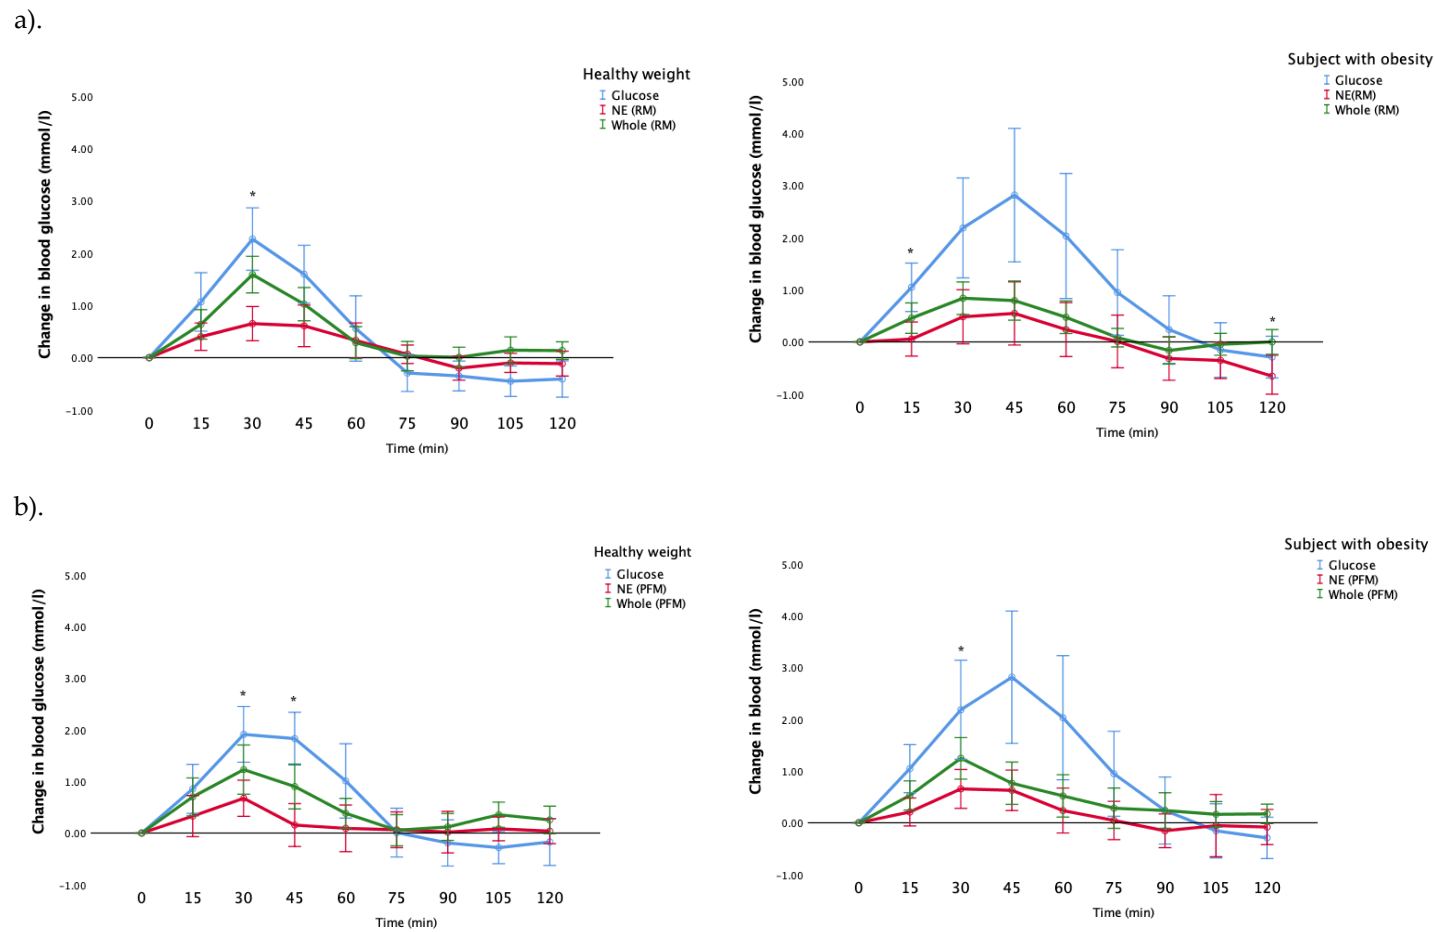 a).
Healthy weight
Glucose
NE (RM)
Whole (RM)
Change in blood glucose (mmol/l)
5.00
4.00
3.00
2.00
1.00
0.00
-1.00
*
0 15 30 45 60 75 90 105 120
Time (min)
Subject with obesity
Glucose
NE(RM)
Whole (RM)
Change in blood glucose (mmol/l)
5.00
4.00
3.00
2.00
1.00
0.00
-1.00
*
*
0 15 30 45 60 75 90 105 120
Time (min)
b).
Healthy weight
Glucose
NE (PFM)
Whole (PFM)
Change in blood glucose (mmol/l)
5.00
4.00
3.00
2.00
1.00
0.00
-1.00
* *
0 15 30 45 60 75 90 105 120
Time (min)
Subject with obesity
Glucose
NE (PFM)
Whole (PFM)
Change in blood (mmol/l)
5.00
4.00
3.00
2.00
1.00
0.00
-1.00
*
0 15 30 45 60 75 90 105 120
Time (min)